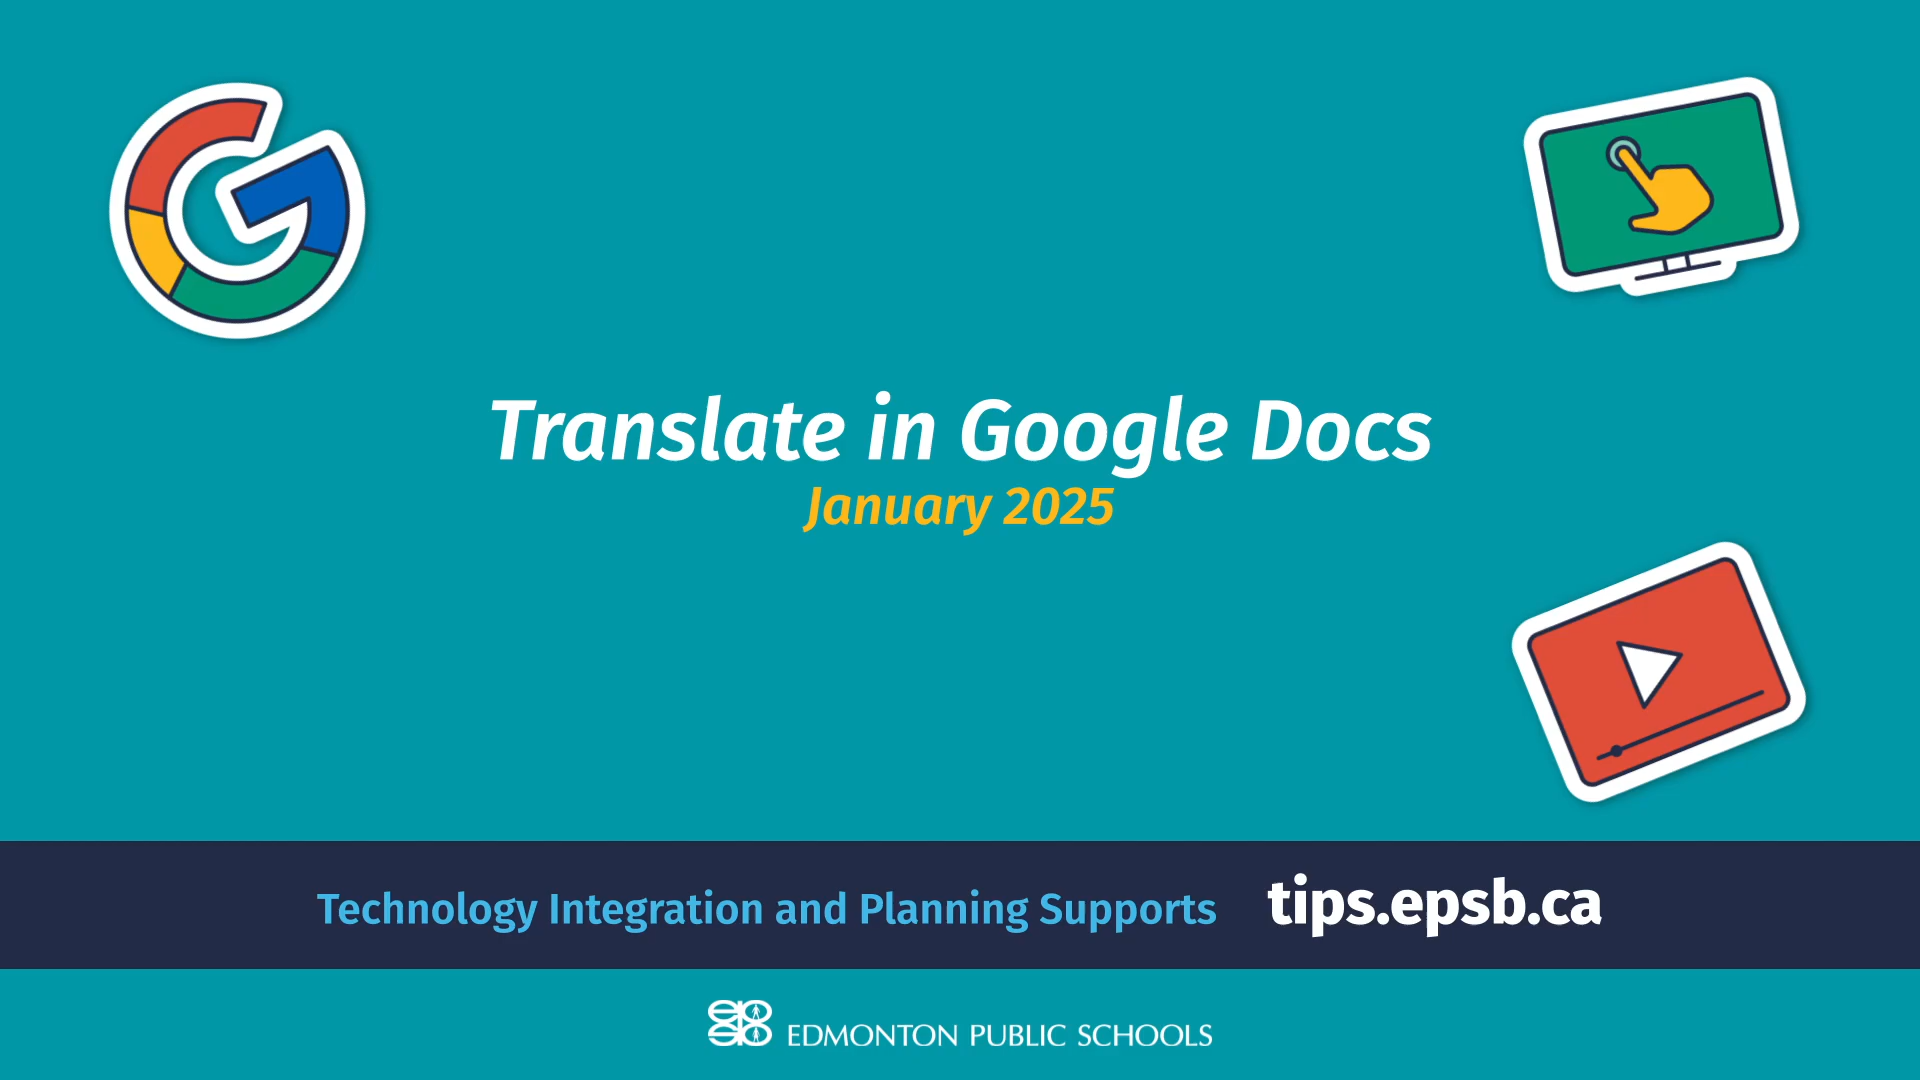 Translate in Google Docs
January 2025
Technology Integration and Planning Supports tips.epsb.ca
EDMONTON PUBLIC SCHOOLS